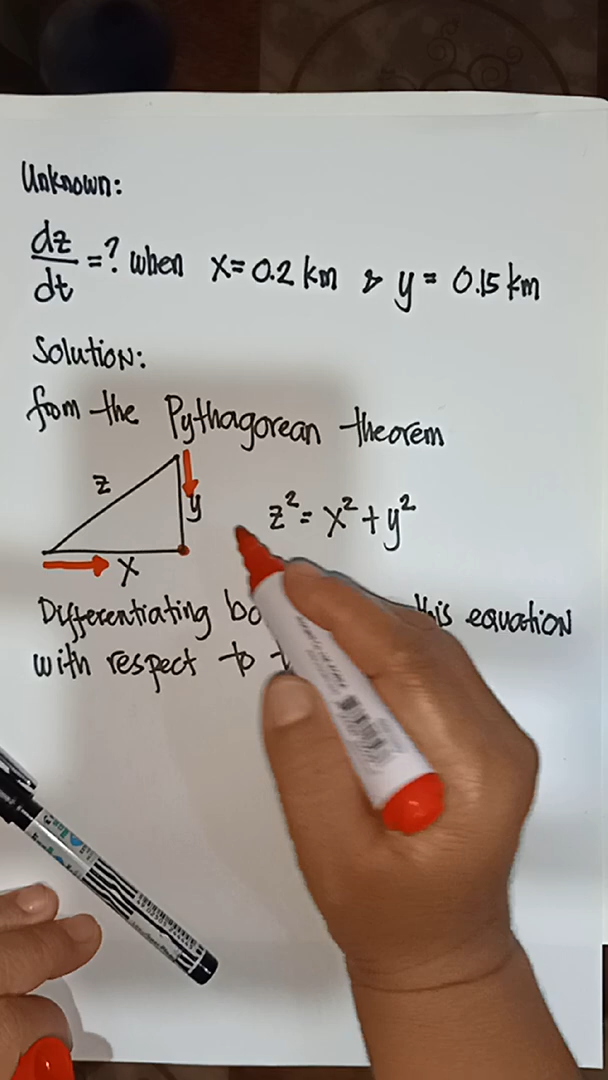 Unknown:
dz/dt = ? when x = 0.2 km & y = 0.15 km
Solution:
from the Pythagorean theorem
z
y
z² = x² + y²
x
Differentiating this equation
with respect to